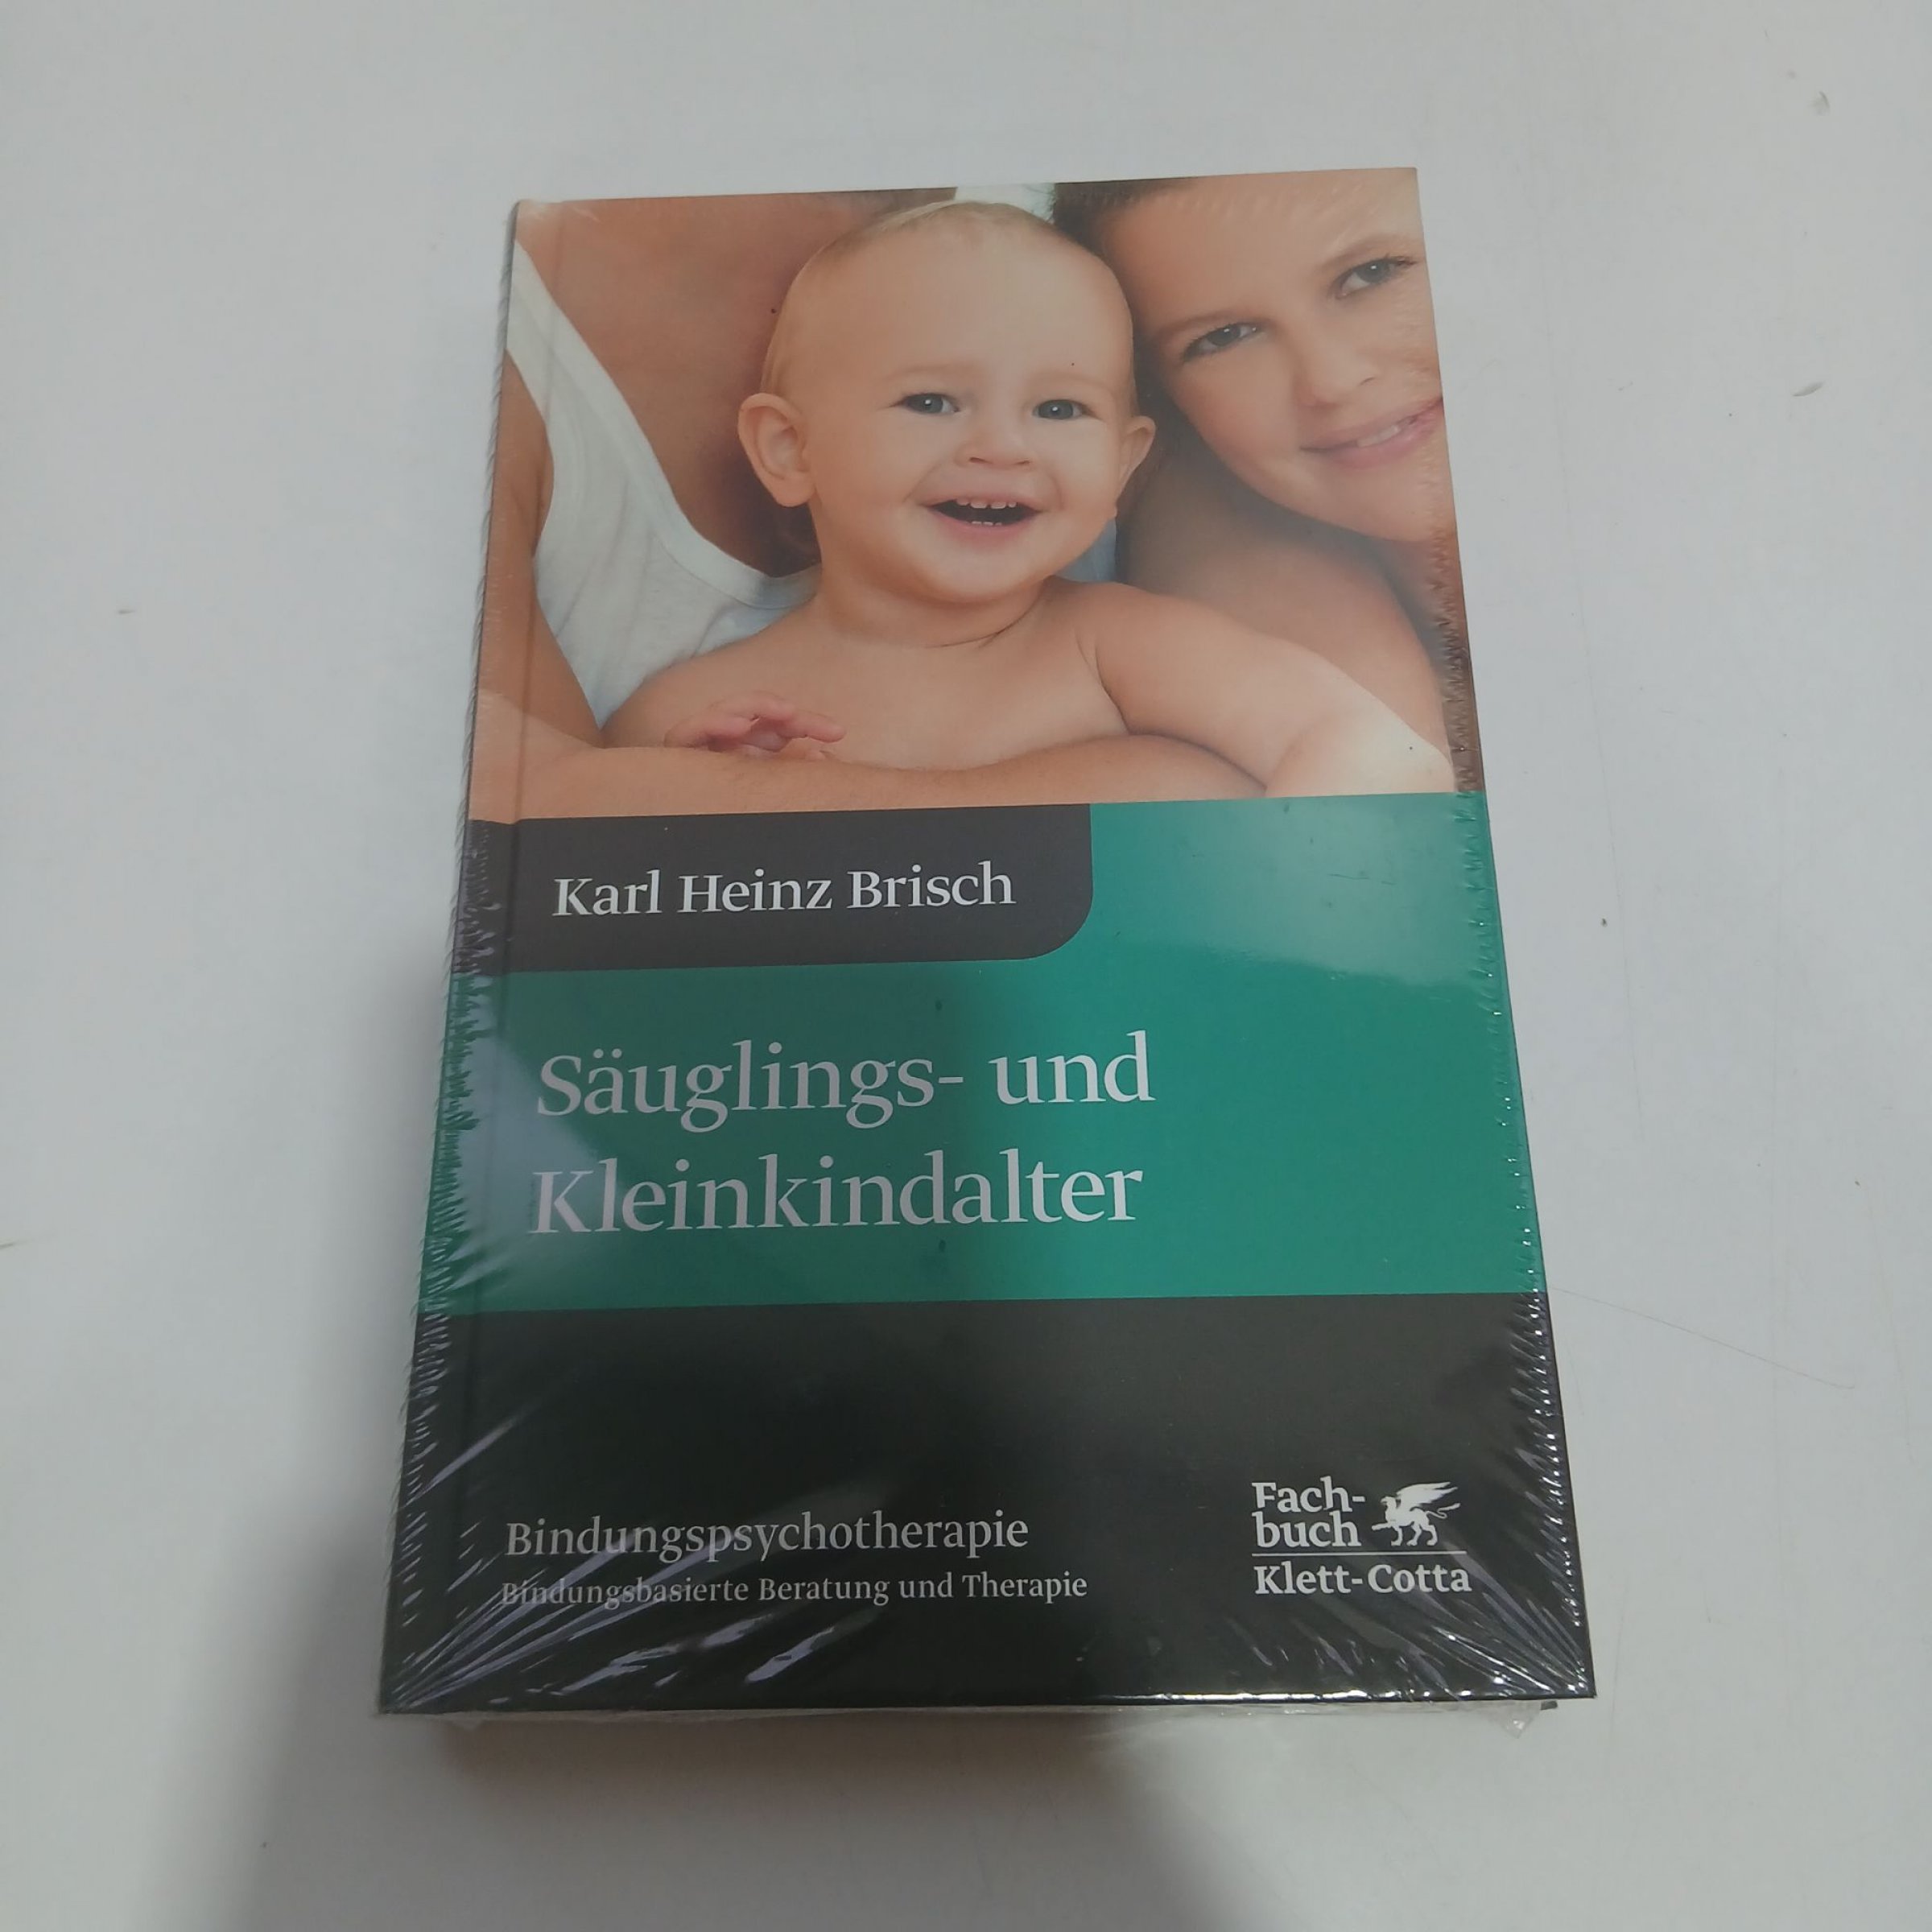 Karl Heinz Brisch
Säuglings- und
Kleinkindalter
Bindungspsychotherapie
Bindungsbasierte Beratung und Therapie
Fach-
buch
Klett-Cotta